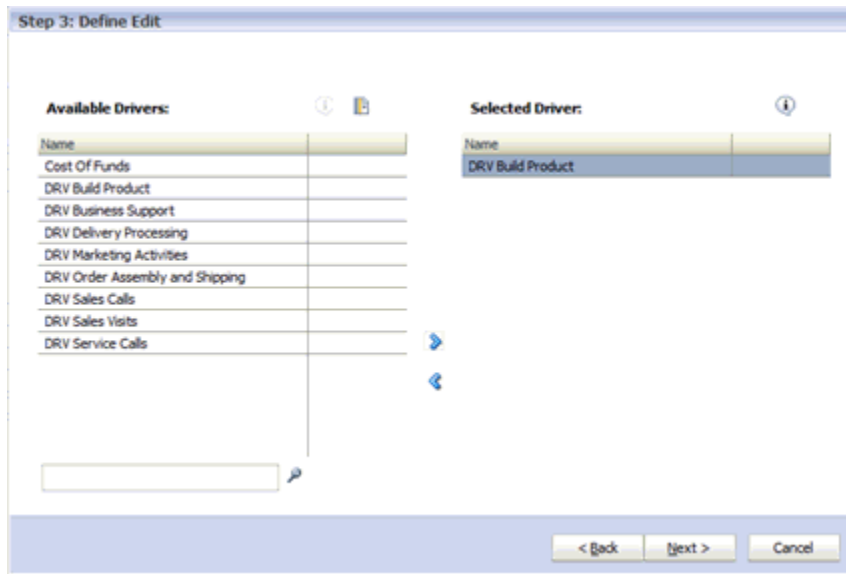 Step 3: Define Edit
Available Drivers:
Selected Driver:
Name
Name
Cost Of Funds
DRV Build Product
DRV Build Product
DRV Business Support
DRV Delivery Processing
DRV Marketing Activities
DRV Order Assembly and Shipping
DRV Sales Calls
DRV Sales Visits
DRV Service Calls
< Back
Next >
Cancel